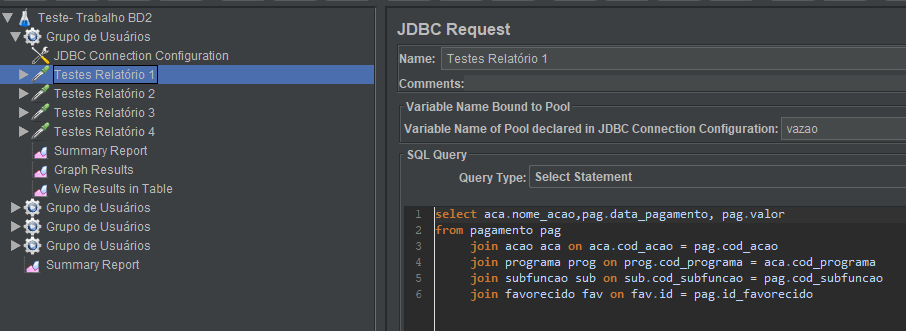 Teste- Trabalho BD2
Grupo de Usuários
JDBC Connection Configuration
Testes Relatório 1
Testes Relatório 2
Testes Relatório 3
Testes Relatório 4
Summary Report
Graph Results
View Results in Table
Grupo de Usuários
Grupo de Usuários
Grupo de Usuários
Summary Report
JDBC Request
Name: Testes Relatório 1
Comments:
Variable Name Bound to Pool
Variable Name of Pool declared in JDBC Connection Configuration: vazao
SQL Query
Query Type: Select Statement
1 select aca.nome_acao,pag.data_pagamento, pag.valor
2 from pagamento pag
3 join acao aca on aca.cod_acao = pag.cod_acao
4 join programa prog on prog.cod_programa = aca.cod_programa
5 join subfuncao sub on sub.cod_subfuncao = pag.cod_subfuncao
6 join favorecido fav on fav.id = pag.id_favorecido